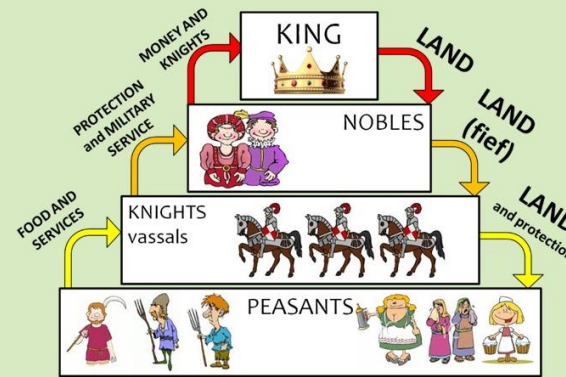 KING
MONEY AND
KNIGHTS
LAND
NOBLES
PROTECTION
and MILITARY
SERVICE
LAND
(fief)
KNIGHTS
vassals
FOOD AND
SERVICES
LAND
and protection
PEASANTS